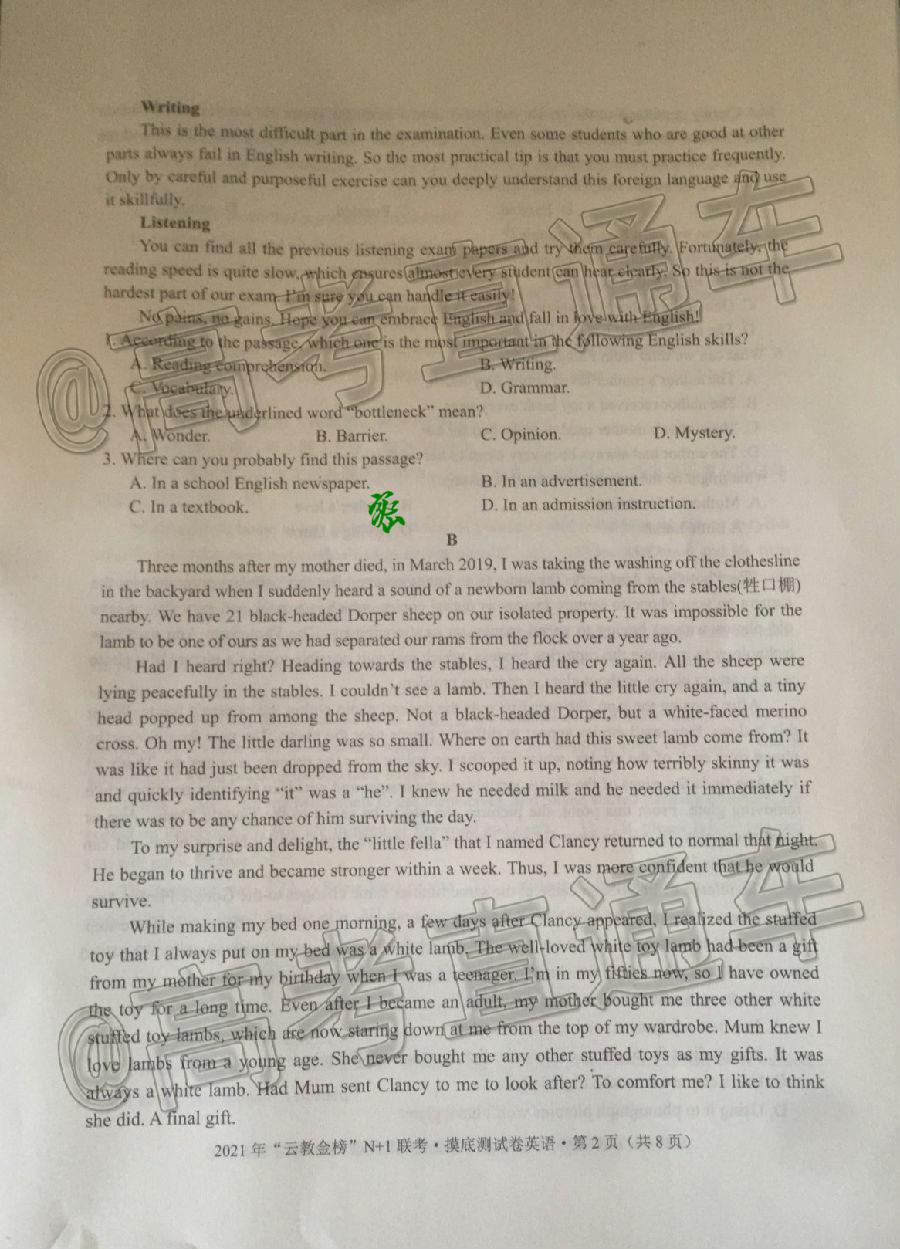 Writing
This is the most difficult part in the examination. Even some students who are good at other
parts always fail in English writing. So the most practical tip is that you must practice frequently.
Only by careful and purposeful exercise can you deeply understand this foreign language and use
it skillfully.
Listening
You can find all the previous listening exam papers and try them carefully. Fortunately, the
reading speed is quite slow, which ensures almost every student can hear clearly. So this is not the
hardest part of our exam. I'm sure you can handle it easily!
No pains, no gains. Hope you can embrace English and fall in love with English!
1. According to the passage, which one is the most important in the following English skills?
A. Reading comprehension. B. Writing.
C. Vocabulary. D. Grammar.
2. What does the underlined word “bottleneck” mean?
A. Wonder. B. Barrier. C. Opinion. D. Mystery.
3. Where can you probably find this passage?
A. In a school English newspaper. B. In an advertisement.
C. In a textbook. D. In an admission instruction.
B
Three months after my mother died, in March 2019, I was taking the washing off the clothesline
in the backyard when I suddenly heard a sound of a newborn lamb coming from the stables(牲口棚)
nearby. We have 21 black-headed Dorper sheep on our isolated property. It was impossible for the
lamb to be one of ours as we had separated our rams from the flock over a year ago.
Had I heard right? Heading towards the stables, I heard the cry again. All the sheep were
lying peacefully in the stables. I couldn't see a lamb. Then I heard the little cry again, and a tiny
head popped up from among the sheep. Not a black-headed Dorper, but a white-faced merino
cross. Oh my! The little darling was so small. Where on earth had this sweet lamb come from? It
was like it had just been dropped from the sky. I scooped it up, noting how terribly skinny it was
and quickly identifying “it” was a “he”. I knew he needed milk and he needed it immediately if
there was to be any chance of him surviving the day.
To my surprise and delight, the “little fella” that I named Clancy returned to normal that night.
He began to thrive and became stronger within a week. Thus, I was more confident that he would
survive.
While making my bed one morning, a few days after Clancy appeared, I realized the stuffed
toy that I always put on my bed was a white lamb. The well-loved white toy lamb had been a gift
from my mother for my birthday when I was a teenager. I'm in my fifties now, so I have owned
the toy for a long time. Even after I became an adult, my mother bought me three other white
stuffed toy lambs, which are now staring down at me from the top of my wardrobe. Mum knew I
love lambs from a young age. She never bought me any other stuffed toys as my gifts. It was
always a white lamb. Had Mum sent Clancy to me to look after? To comfort me? I like to think
she did. A final gift.
2021年“云教金榜”N+1联考·摸底测试卷英语·第2页（共8页）
@高考直通车
@高考直通车